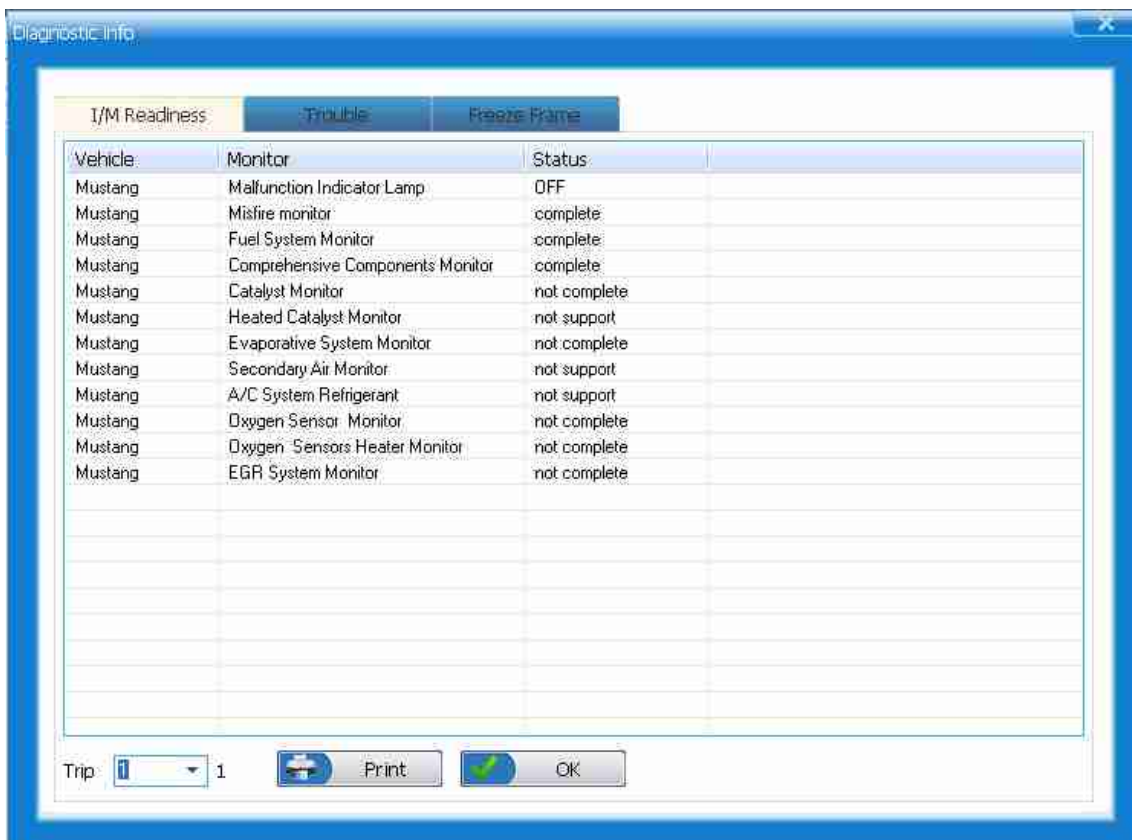 Diagnostic info
I/M Readiness Trouble Freeze Frame
Vehicle Monitor Status
Mustang Malfunction Indicator Lamp OFF
Mustang Misfire monitor complete
Mustang Fuel System Monitor complete
Mustang Comprehensive Components Monitor complete
Mustang Catalyst Monitor not complete
Mustang Heated Catalyst Monitor not support
Mustang Evaporative System Monitor not complete
Mustang Secondary Air Monitor not support
Mustang A/C System Refrigerant not support
Mustang Oxygen Sensor Monitor not complete
Mustang Oxygen Sensors Heater Monitor not complete
Mustang EGR System Monitor not complete
Trip 1 1 Print OK